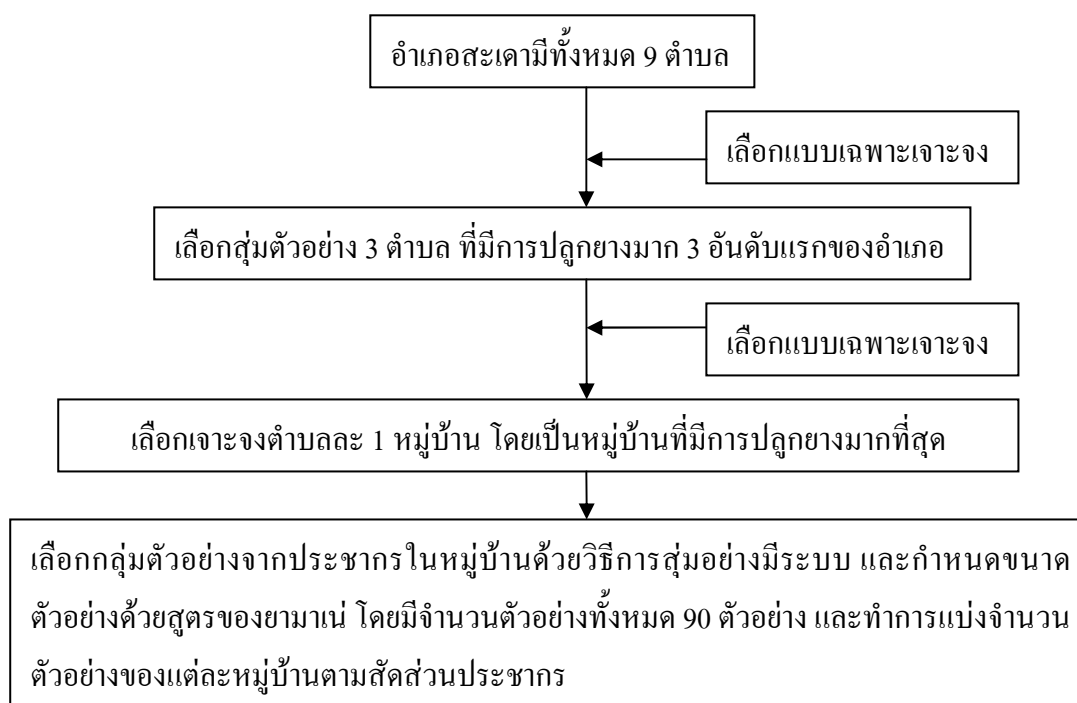 อำเภอสะเดามีทั้งหมด 9 ตำบล
เลือกแบบเฉพาะเจาะจง
เลือกสุ่มตัวอย่าง 3 ตำบล ที่มีการปลูกยางมาก 3 อันดับแรกของอำเภอ
เลือกแบบเฉพาะเจาะจง
เลือกเจาะจงตำบลละ 1 หมู่บ้าน โดยเป็นหมู่บ้านที่มีการปลูกยางมากที่สุด
เลือกกลุ่มตัวอย่างจากประชากรในหมู่บ้านด้วยวิธีการสุ่มอย่างมีระบบ และกำหนดขนาด
ตัวอย่างด้วยสูตรของยามาเน่ โดยมีจำนวนตัวอย่างทั้งหมด 90 ตัวอย่าง และทำการแบ่งจำนวน
ตัวอย่างของแต่ละหมู่บ้านตามสัดส่วนประชากร